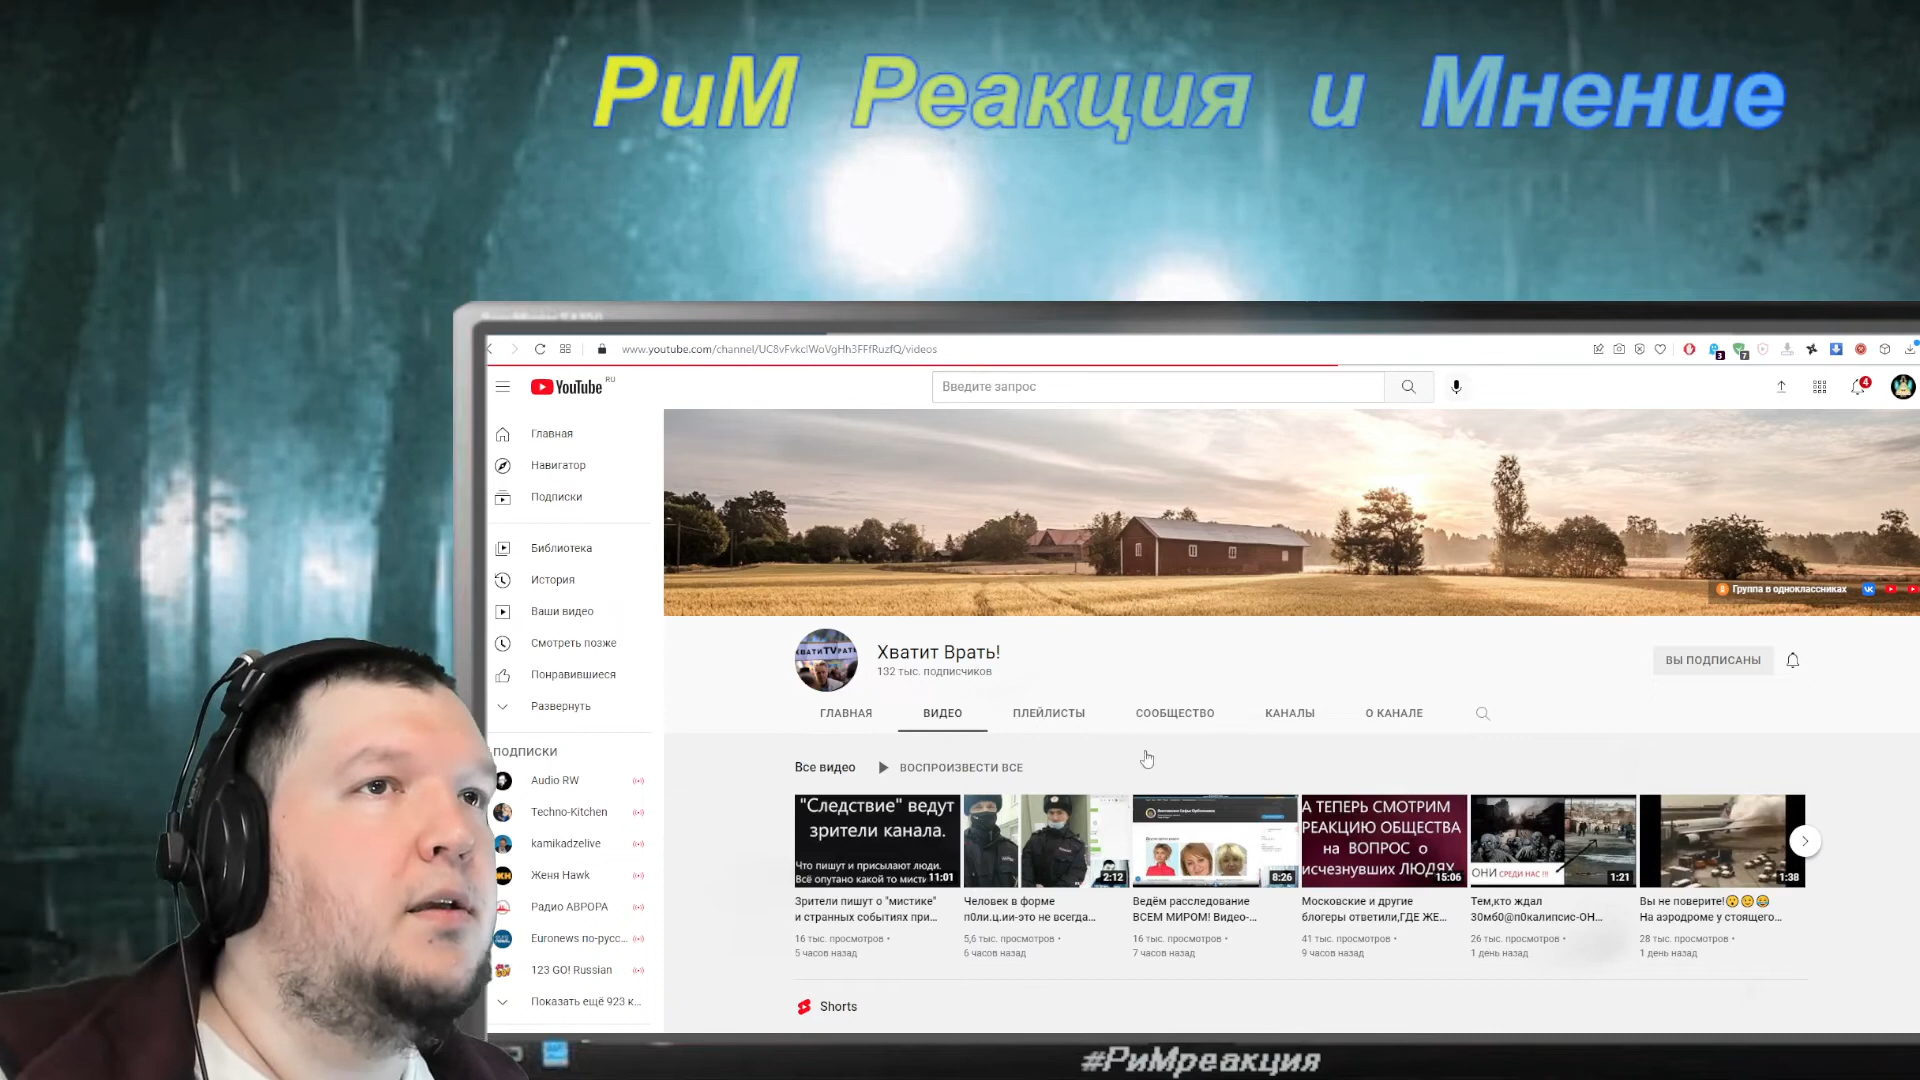 РиМ Реакция и Мнение
www.youtube.com/channel/UC8vFvkclWoVgHh3FFfRuzfQ/videos
3
7
YouTube RU
Введите запрос
4
Главная
Навигатор
Подписки
Библиотека
История
Ваши видео
Смотреть позже
Понравившиеся
Развернуть
ПОДПИСКИ
Audio RW
Techno-Kitchen
kamikadzelive
Женя Hawk
Радио АВРОРА
Euronews по-русс...
123 GO! Russian
Показать ещё 923 к...
Группа в одноклассниках
ХВАТИТVРАТЬ
Хватит Врать!
132 тыс. подписчиков
ВЫ ПОДПИСАНЫ
ГЛАВНАЯ
ВИДЕО
ПЛЕЙЛИСТЫ
СООБЩЕСТВО
КАНАЛЫ
О КАНАЛЕ
Все видео
ВОСПРОИЗВЕСТИ ВСЕ
"Следствие" ведут
зрители канала.
Что пишут и присылают люди.
Всё опутано какой то мисти
11:01
Зрители пишут о "мистике"
и странных событиях при...
16 тыс. просмотров •
5 часов назад
2:12
Человек в форме
п0ли.ц.ии-это не всегда...
5,6 тыс. просмотров •
6 часов назад
8:26
Ведём расследование
ВСЕМ МИРОМ! Видео-...
16 тыс. просмотров •
7 часов назад
А ТЕПЕРЬ СМОТРИМ
РЕАКЦИЮ ОБЩЕСТВА
на ВОПРОС о
исчезнувших ЛЮДЯХ
15:06
Московские и другие
блогеры ответили,ГДЕ ЖЕ...
41 тыс. просмотров •
9 часов назад
ОНИ СРЕДИ НАС !!!
1:21
Тем,кто ждал
30мб0@п0калипсис-ОН...
26 тыс. просмотров •
1 день назад
1:38
Вы не поверите!😲😉😂
На аэродроме у стоящего...
28 тыс. просмотров •
1 день назад
Shorts
#РиМреакция